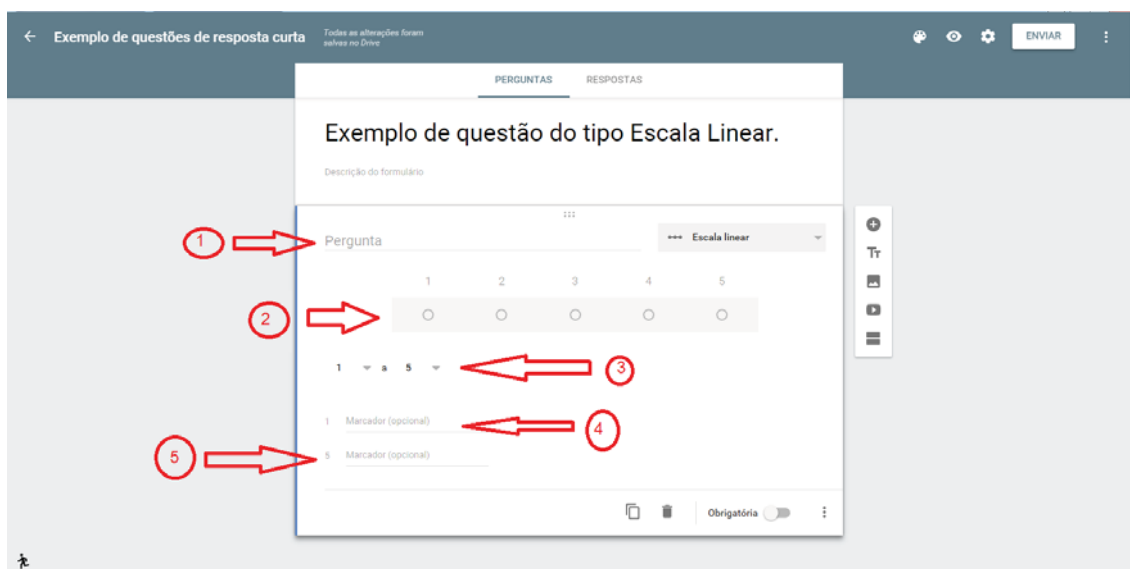 Exemplo de questões de resposta curta
Todas as alterações foram
salvas no Drive
ENVIAR
PERGUNTAS RESPOSTAS
Exemplo de questão do tipo Escala Linear.
Descrição do formulário
1
Pergunta
Escala linear
Tт
1 2 3 4 5
2
1 a 5
3
1 Marcador (opcional)
4
5
5 Marcador (opcional)
Obrigatória